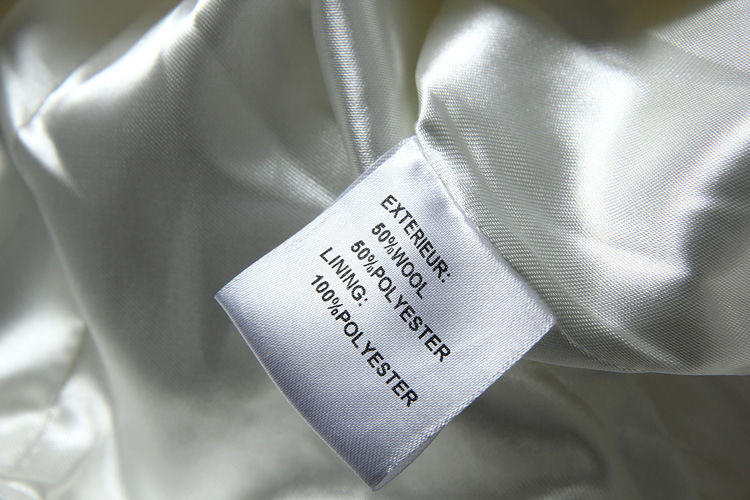 EXTERIEUR:
50%WOOL
50%POLYESTER
LINING:
100%POLYESTER